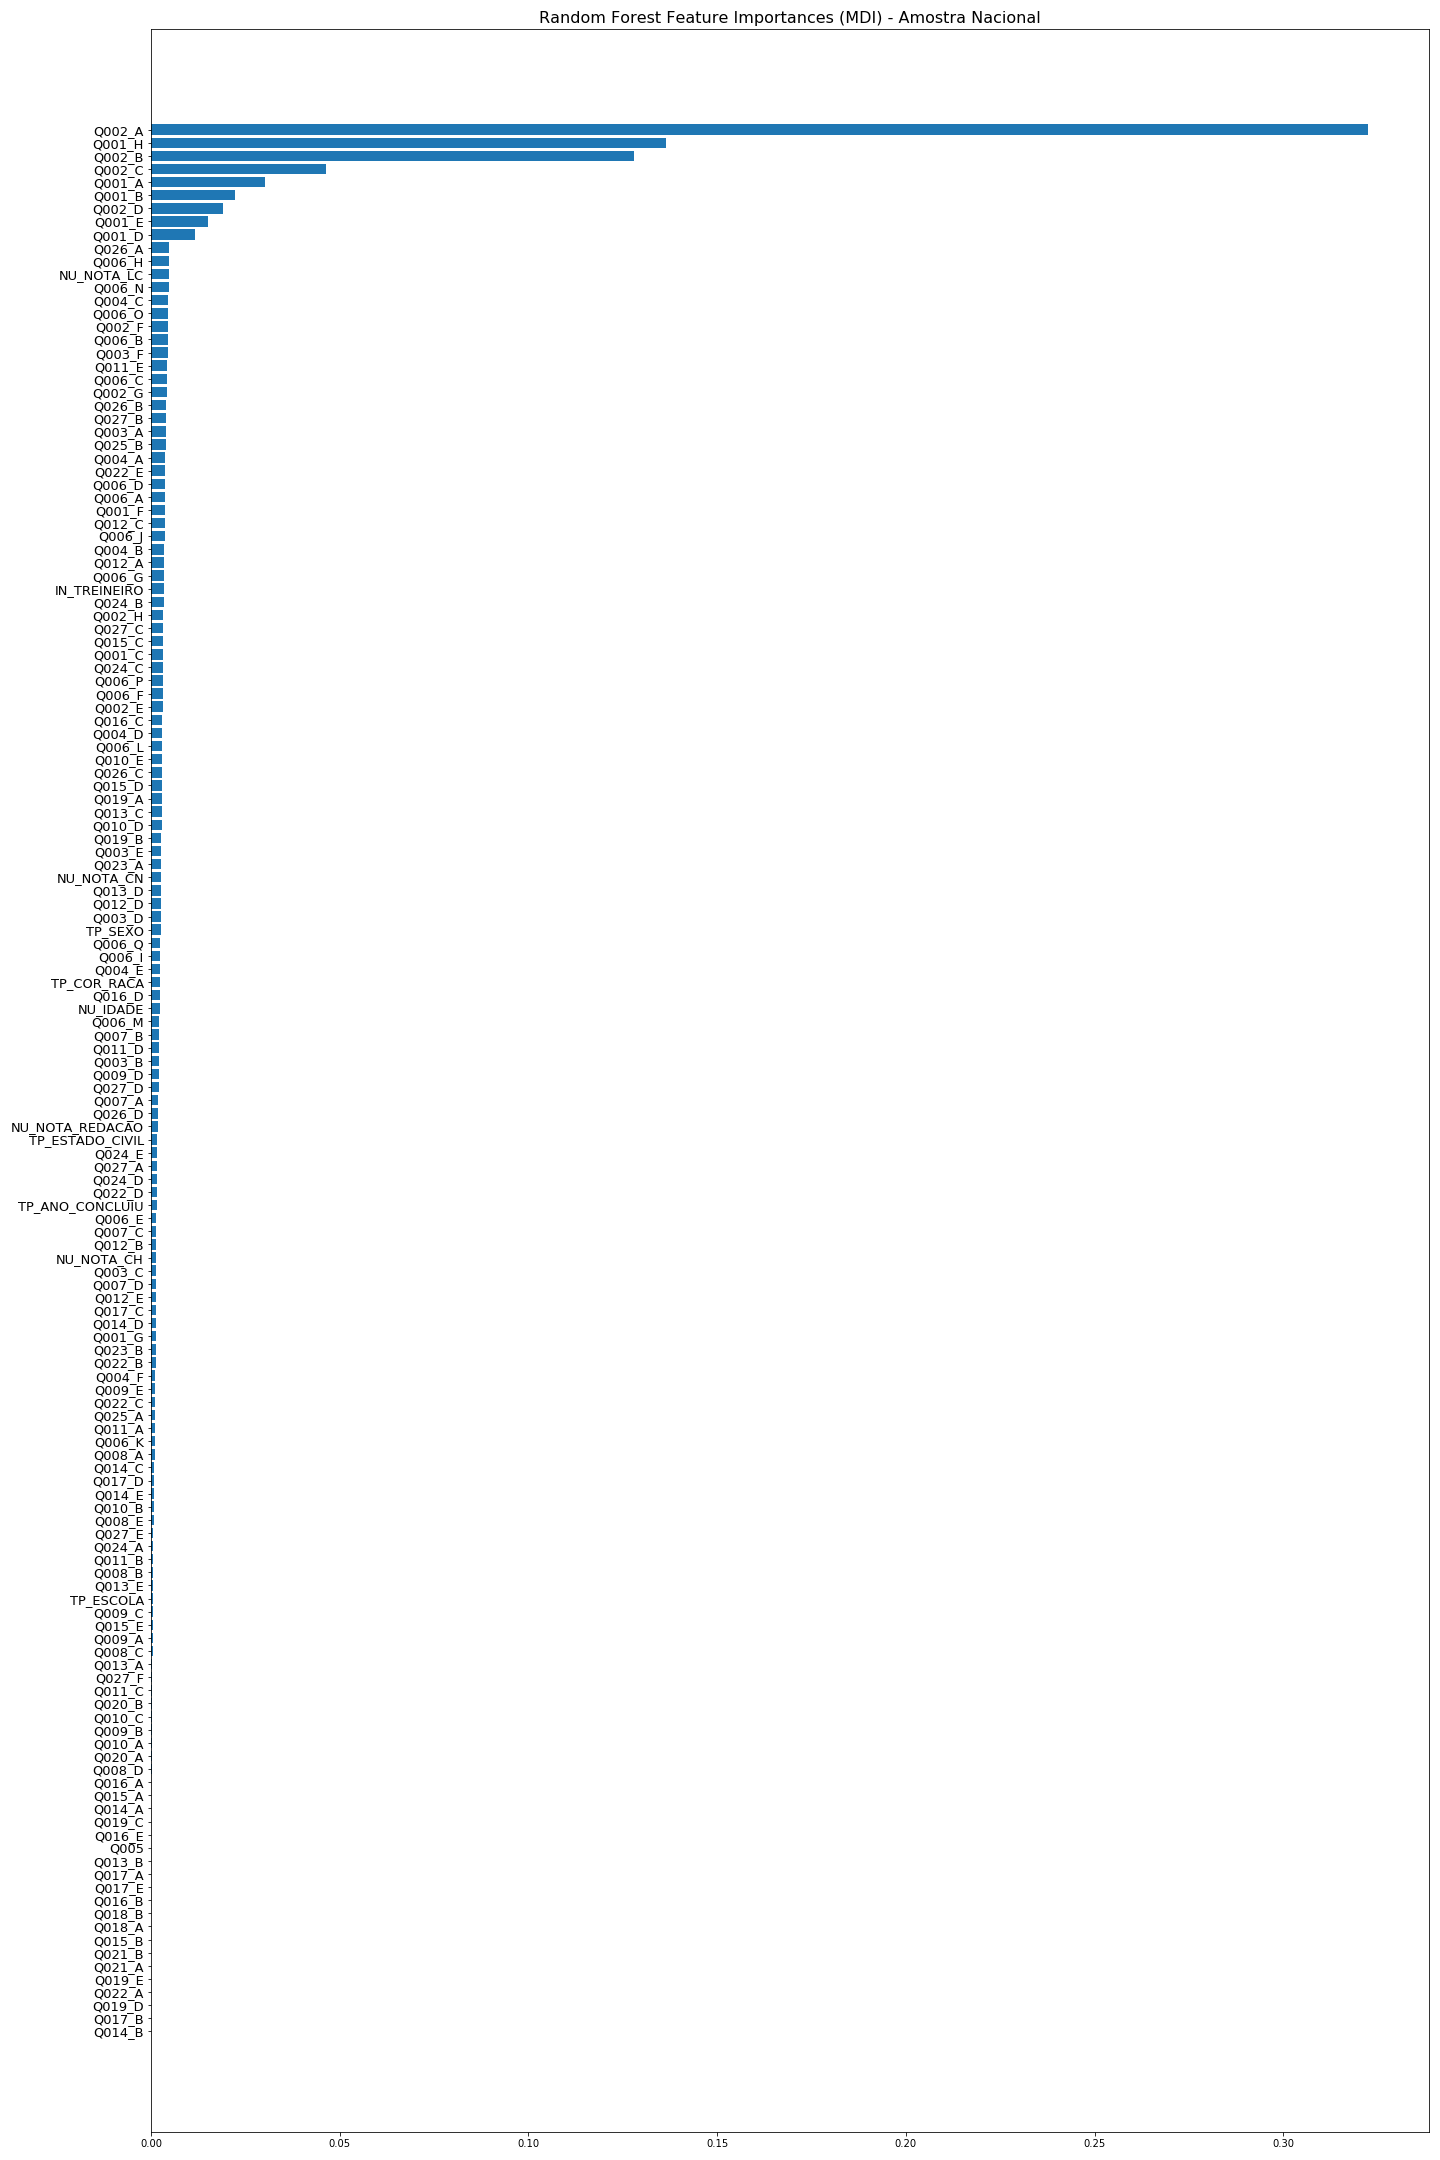 Random Forest Feature Importances (MDI) - Amostra Nacional
Q002_A
Q001_H
Q002_B
Q002_C
Q001_A
Q001_B
Q002_D
Q001_E
Q001_D
Q026_A
Q006_H
NU_NOTA_LC
Q006_N
Q004_C
Q006_O
Q002_F
Q006_B
Q003_F
Q011_E
Q006_C
Q002_G
Q026_B
Q027_B
Q003_A
Q025_B
Q004_A
Q022_E
Q006_D
Q006_A
Q001_F
Q012_C
Q006_J
Q004_B
Q012_A
Q006_G
IN_TREINEIRO
Q024_B
Q002_H
Q027_C
Q015_C
Q001_C
Q024_C
Q006_P
Q006_F
Q002_E
Q016_C
Q004_D
Q006_L
Q010_E
Q026_C
Q015_D
Q019_A
Q013_C
Q010_D
Q019_B
Q003_E
Q023_A
NU_NOTA_CN
Q013_D
Q012_D
Q003_D
TP_SEXO
Q006_Q
Q006_I
Q004_E
TP_COR_RACA
Q016_D
NU_IDADE
Q006_M
Q007_B
Q011_D
Q003_B
Q009_D
Q027_D
Q007_A
Q026_D
NU_NOTA_REDACAO
TP_ESTADO_CIVIL
Q024_E
Q027_A
Q024_D
Q022_D
TP_ANO_CONCLUIU
Q006_E
Q007_C
Q012_B
NU_NOTA_CH
Q003_C
Q007_D
Q012_E
Q017_C
Q014_D
Q001_G
Q023_B
Q022_B
Q004_F
Q009_E
Q022_C
Q025_A
Q011_A
Q006_K
Q008_A
Q014_C
Q017_D
Q014_E
Q010_B
Q008_E
Q027_E
Q024_A
Q011_B
Q008_B
Q013_E
TP_ESCOLA
Q009_C
Q015_E
Q009_A
Q008_C
Q013_A
Q027_F
Q011_C
Q020_B
Q010_C
Q009_B
Q010_A
Q020_A
Q008_D
Q016_A
Q015_A
Q014_A
Q019_C
Q016_E
Q005
Q013_B
Q017_A
Q017_E
Q016_B
Q018_B
Q018_A
Q015_B
Q021_B
Q021_A
Q019_E
Q022_A
Q019_D
Q017_B
Q014_B
0.00 0.05 0.10 0.15 0.20 0.25 0.30